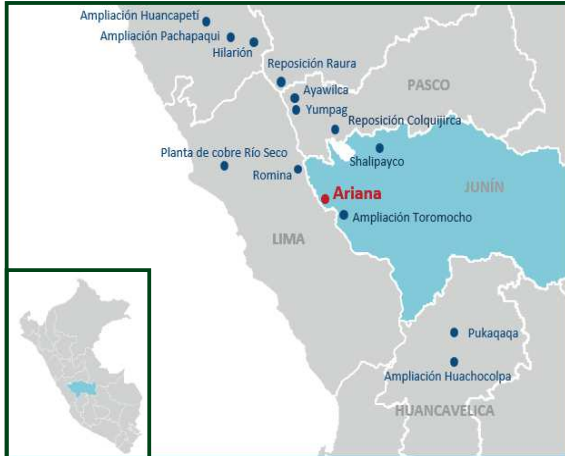 Ampliación Huancapetí
Ampliación Pachapaqui
Hilarión
Reposición Raura
Ayawilca
PASCO
Yumpag
Reposición Colquijirca
Planta de cobre Río Seco
Shalipayco
Romina
JUNÍN
Ariana
Ampliación Toromocho
LIMA
Pukaqaqa
Ampliación Huachocolpa
HUANCAVELICA